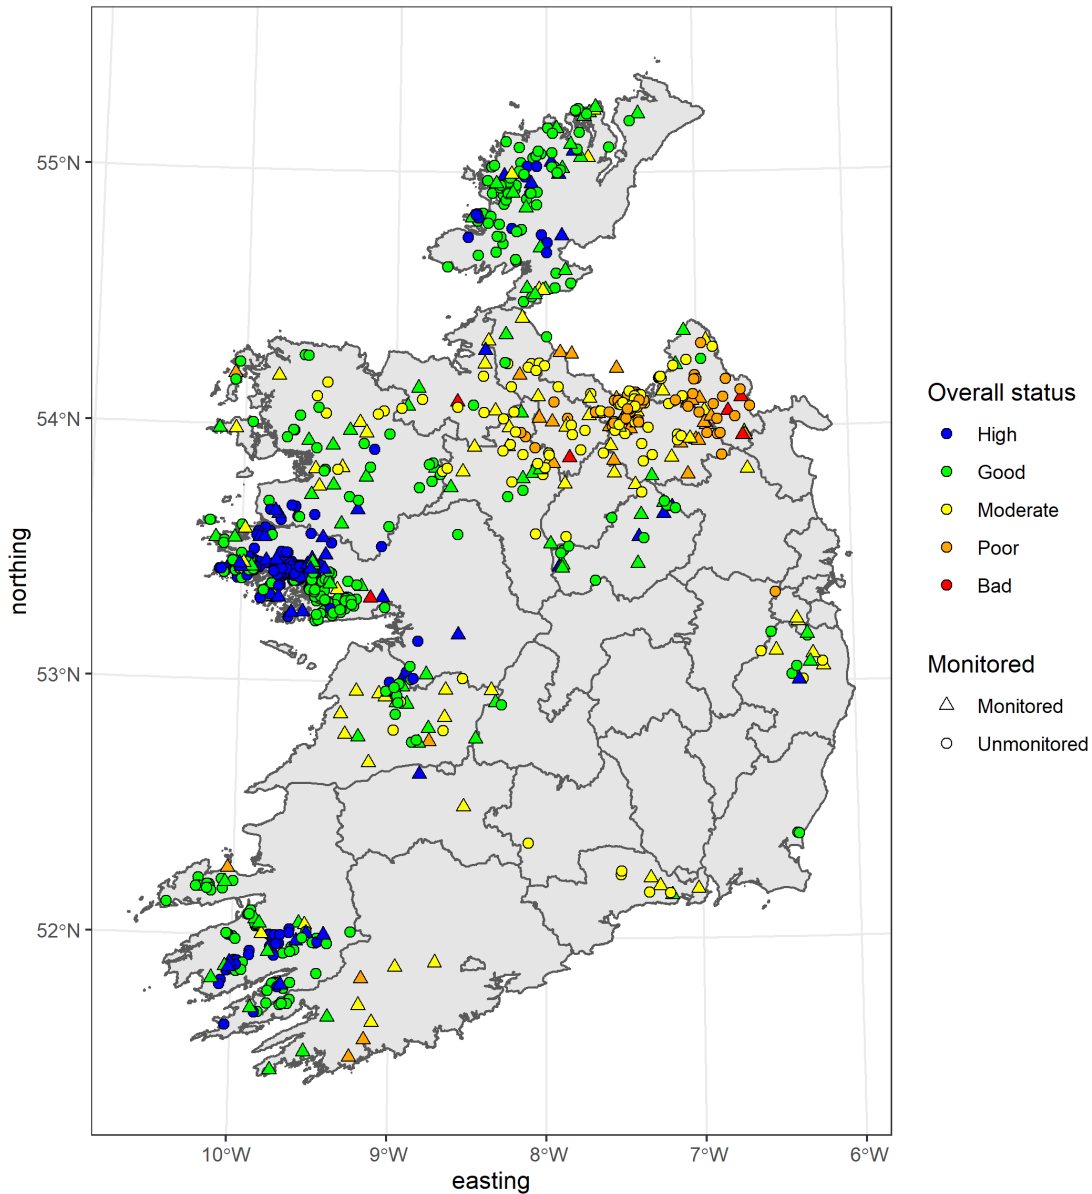 55°N
54°N
53°N
52°N
northing
10°W
9°W
8°W
7°W
6°W
easting
Overall status
High
Good
Moderate
Poor
Bad
Monitored
Monitored
Unmonitored